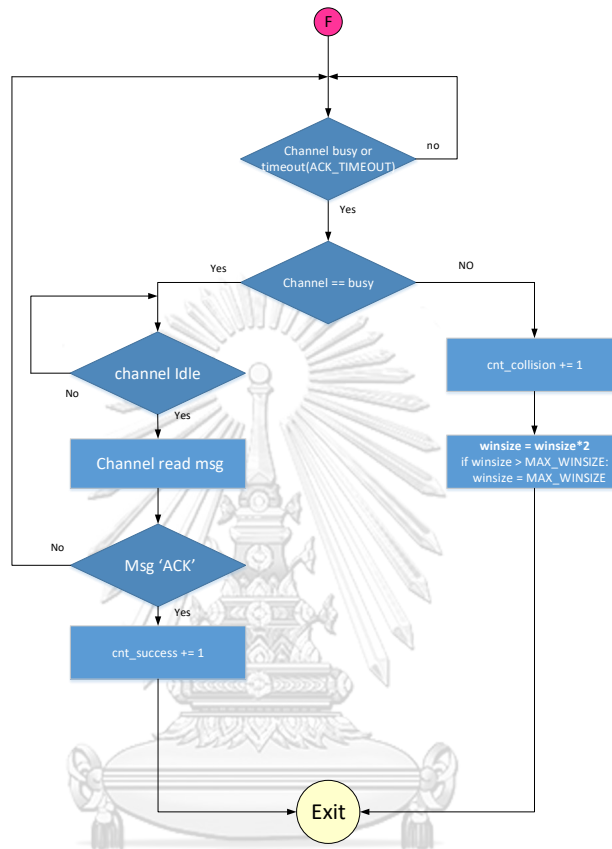 F
Channel busy or
timeout(ACK_TIMEOUT)
no
Yes
Yes
Channel == busy
NO
channel Idle
No
Yes
cnt_collision += 1
Channel read msg
winsize = winsize*2
if winsize > MAX_WINSIZE:
winsize = MAX_WINSIZE
No
Msg ‘ACK’
Yes
cnt_success += 1
Exit